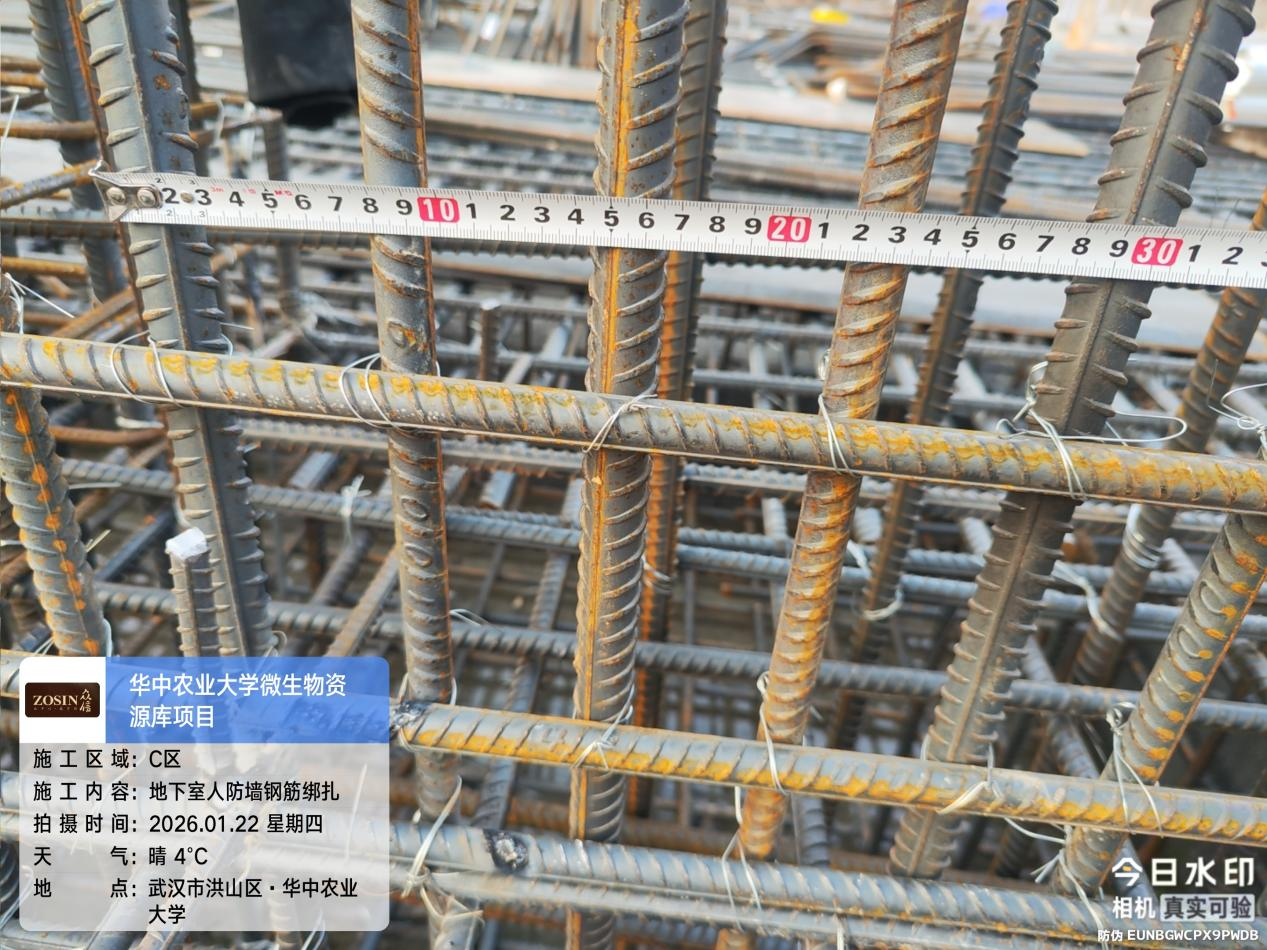 2 3 4 5 6 7 8 9 10 1 2 3 4 5 6 7 8 9 20 1 2 3 4 5 6 7 8 9 30 1 2
ZOSIN 众信
华中农业大学微生物资
源库项目
施工区域：C区
施工内容：地下室人防墙钢筋绑扎
拍摄时间：2026.01.22 星期四
天气：晴 4℃
地点：武汉市洪山区·华中农业
大学
今日水印
相机 真实可验
防伪 EUNBGWCPX9PWDB